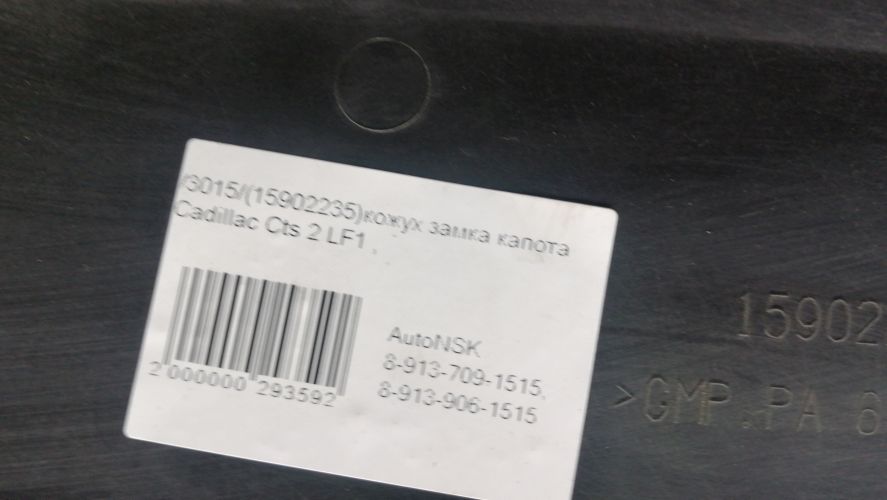 /3015/(15902235)кожух замка капота
Cadillac Cts 2 LF1 ,
AutoNSK
8-913-709-1515,
8-913-906-1515
2 000000 293592
15902
>GMP.PA 6